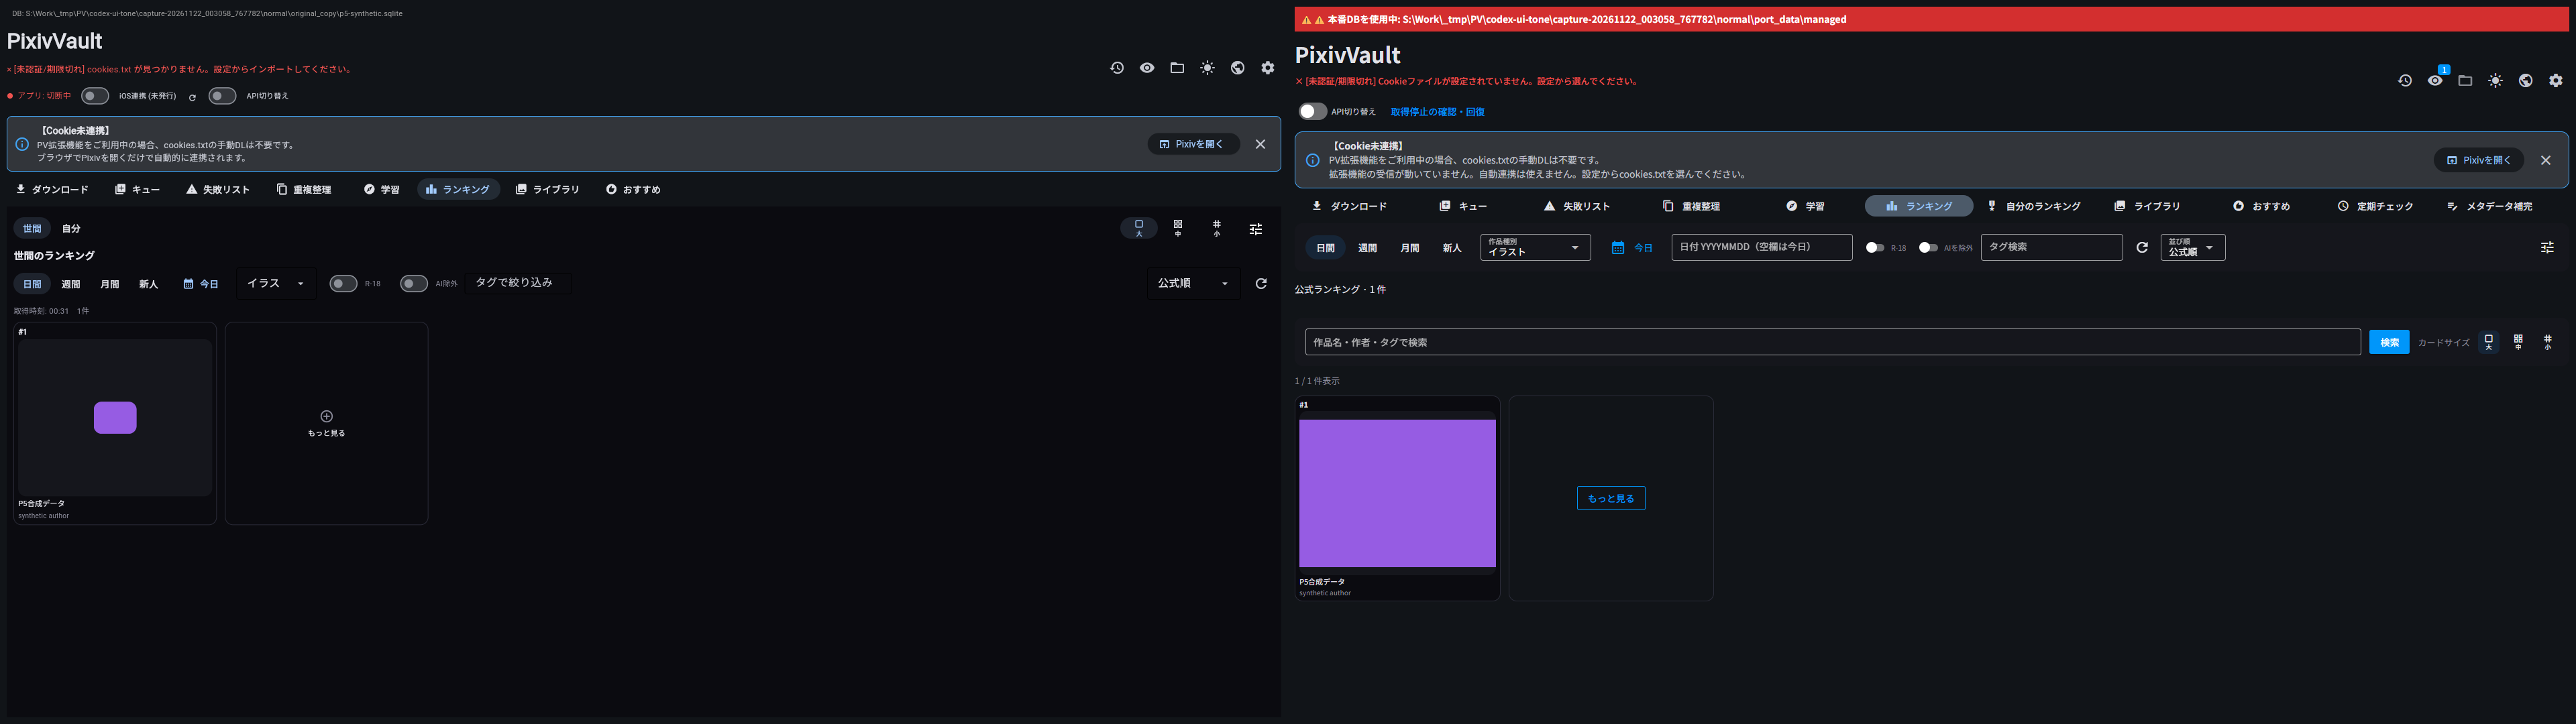 DB: S:\Work\_tmp\PV\codex-ui-tone\capture-20261122_003058_767782\normal\original_copy\p5-synthetic.sqlite
PixivVault
× [未認証/期限切れ] cookies.txt が見つかりません。設定からインポートしてください。
アプリ: 切断中
iOS連携 (未発行)
API切り替え
【Cookie未連携】
PV拡張機能をご利用中の場合、cookies.txtの手動DLは不要です。
ブラウザでPixivを開くだけで自動的に連携されます。
Pixivを開く
ダウンロード
キュー
失敗リスト
重複整理
学習
ランキング
ライブラリ
おすすめ
世間
自分
大
中
小
世間のランキング
日間
週間
月間
新人
今日
イラス
R-18
AI除外
タグで絞り込み
公式順
取得時刻: 00:31 1件
#1
P5合成データ
synthetic author
もっと見る
本番DBを使用中: S:\Work\_tmp\PV\codex-ui-tone\capture-20261122_003058_767782\normal\port_data\managed
PixivVault
× [未認証/期限切れ] Cookieファイルが設定されていません。設定から選んでください。
1
API切り替え
取得停止の確認・回復
【Cookie未連携】
PV拡張機能をご利用中の場合、cookies.txtの手動DLは不要です。
拡張機能の受信が動いていません。自動連携は使えません。設定からcookies.txtを選んでください。
Pixivを開く
ダウンロード
キュー
失敗リスト
重複整理
学習
ランキング
自分のランキング
ライブラリ
おすすめ
定期チェック
メタデータ補完
日間
週間
月間
新人
作品種別
イラスト
今日
日付 YYYYMMDD（空欄は今日）
R-18
AIを除外
タグ検索
並び順
公式順
公式ランキング · 1 件
作品名・作者・タグで検索
検索
カードサイズ
大
中
小
1 / 1 件表示
#1
P5合成データ
synthetic author
もっと見る